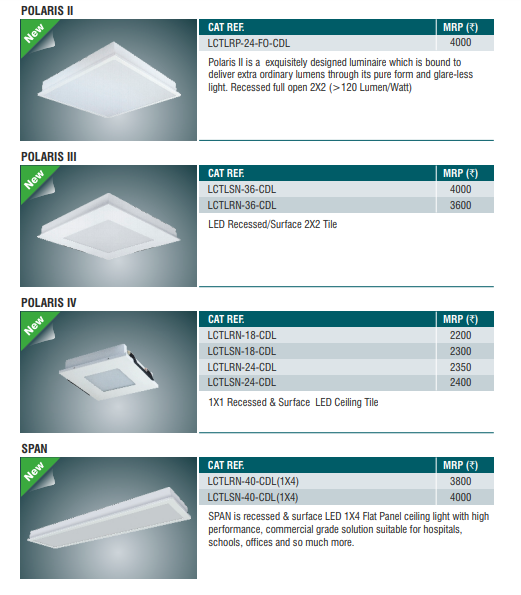 POLARIS II
New
CAT REF. MRP (₹)
LCTLRP-24-FO-CDL 4000
Polaris II is a exquisitely designed luminaire which is bound to
deliver extra ordinary lumens through its pure form and glare-less
light. Recessed full open 2X2 (>120 Lumen/Watt)
POLARIS III
New
CAT REF. MRP (₹)
LCTLSN-36-CDL 4000
LCTLRN-36-CDL 3600
LED Recessed/Surface 2X2 Tile
POLARIS IV
New
CAT REF. MRP (₹)
LCTLRN-18-CDL 2200
LCTLSN-18-CDL 2300
LCTLRN-24-CDL 2350
LCTLSN-24-CDL 2400
1X1 Recessed & Surface LED Ceiling Tile
SPAN
New
CAT REF. MRP (₹)
LCTLRN-40-CDL(1X4) 3800
LCTLSN-40-CDL(1X4) 4000
SPAN is recessed & surface LED 1X4 Flat Panel ceiling light with high
performance, commercial grade solution suitable for hospitals,
schools, offices and so much more.